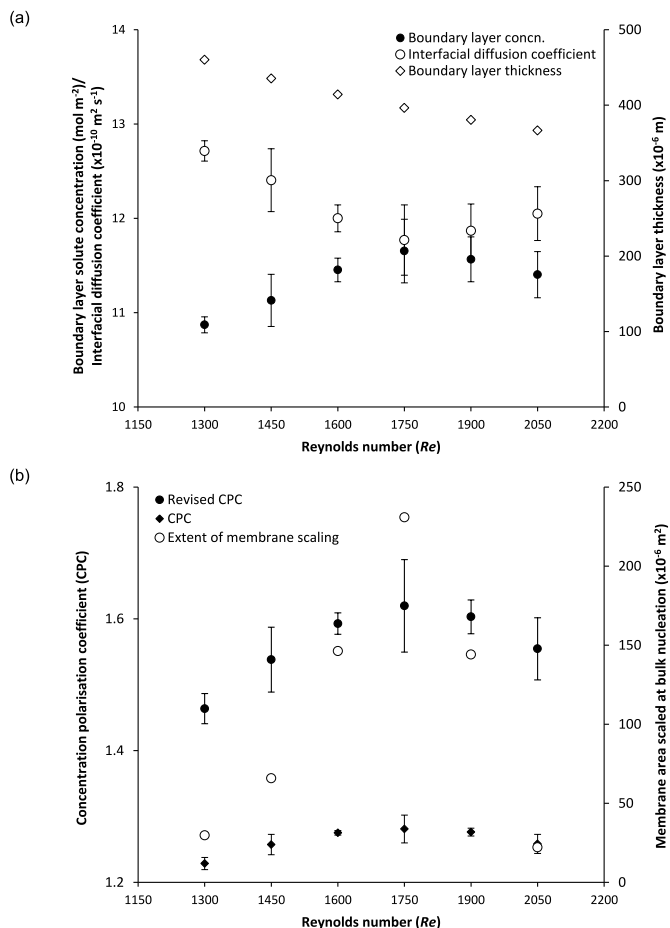 (a)
Boundary layer solute concentration (mol m⁻²)/
Interfacial diffusion coefficient (x10⁻¹⁰ m² s⁻¹)
14
13
12
11
10
Boundary layer concn.
Interfacial diffusion coefficient
Boundary layer thickness
500
400
300
200
100
0
Boundary layer thickness (x10⁻⁶ m)
1150 1300 1450 1600 1750 1900 2050 2200
Reynolds number (Re)
(b)
Concentration polarisation coefficient (CPC)
1.8
1.6
1.4
1.2
Revised CPC
CPC
Extent of membrane scaling
250
200
150
100
50
0
Membrane area scaled at bulk nucleation (x10⁻⁶ m²)
1150 1300 1450 1600 1750 1900 2050 2200
Reynolds number (Re)